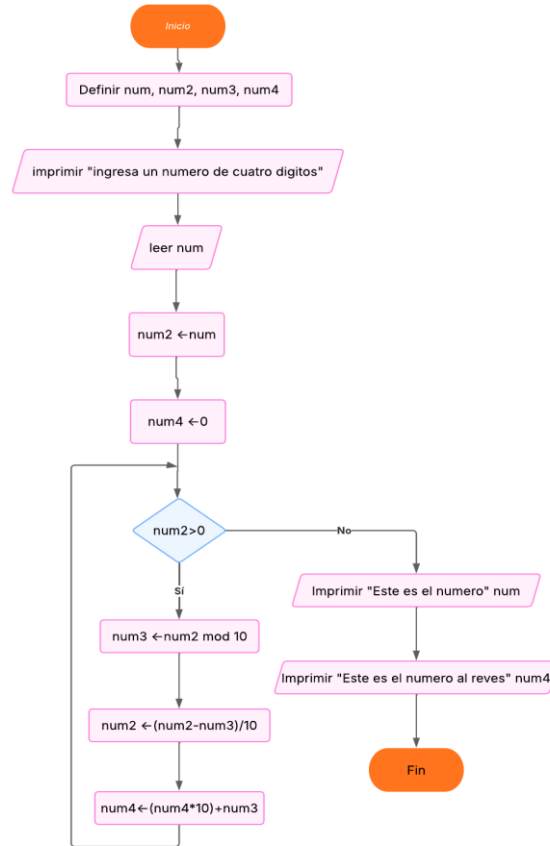 Inicio
Definir num, num2, num3, num4
imprimir "ingresa un numero de cuatro digitos"
leer num
num2 ←num
num4 ←0
num2>0
No
Sí
Imprimir "Este es el numero" num
num3 ←num2 mod 10
Imprimir "Este es el numero al reves" num4
num2 ←(num2-num3)/10
Fin
num4←(num4*10)+num3